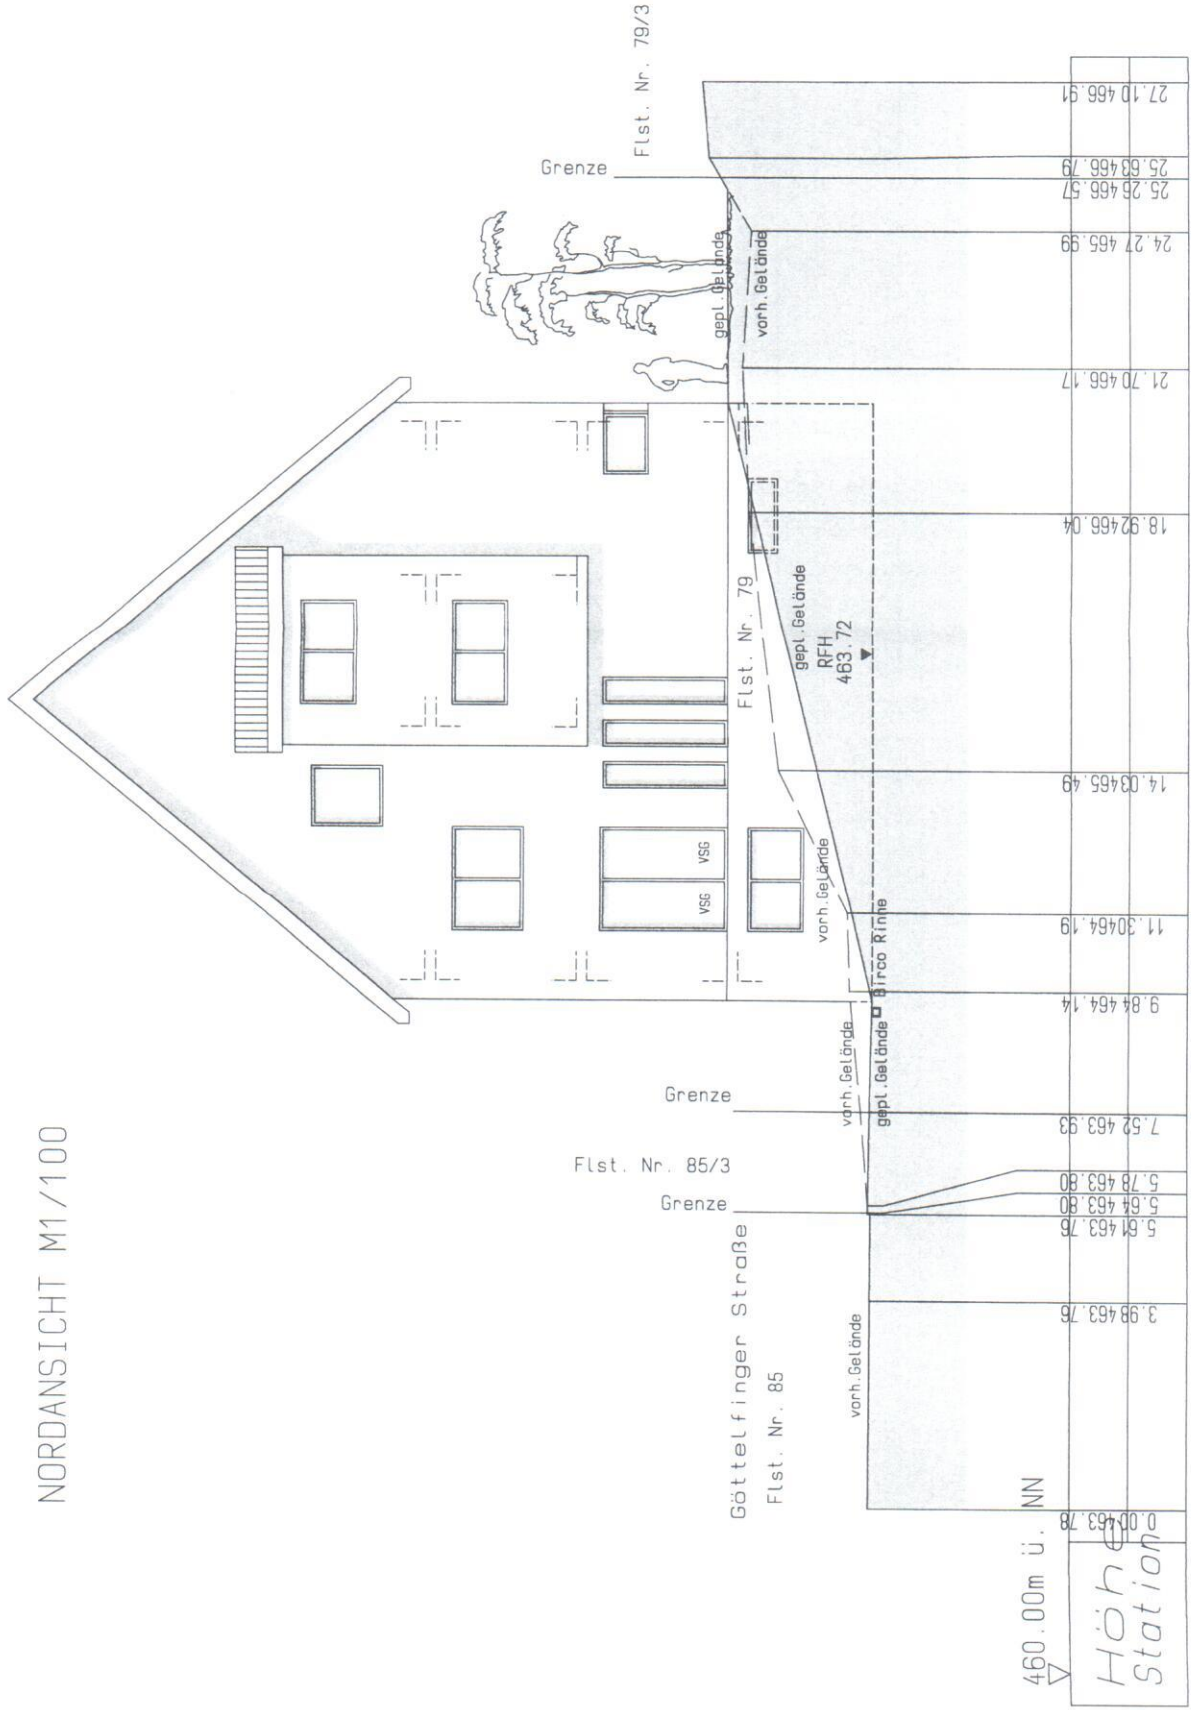 NORDANSICHT M1/100
Flst. Nr. 79/3
Grenze
gepl.Gelände
vorh.Gelände
Flst. Nr. 79
gepl.Gelände
RFH
463.72
VSG
VSG
vorh.Gelände
Birco Rinne
vorh.Gelände
gepl.Gelände
Grenze
Flst. Nr. 85/3
Grenze
Göttelfinger Straße
Flst. Nr. 85
vorh.Gelände
460.00m ü. NN
Höhe
Station
0.00 463.78
3.98 463.76
5.61 463.76
5.64 463.80
5.78 463.80
7.52 463.93
9.84 464.14
11.30 464.19
14.03 465.49
18.92 466.04
21.70 466.17
24.27 465.99
25.26 466.57
25.63 466.79
27.10 466.91